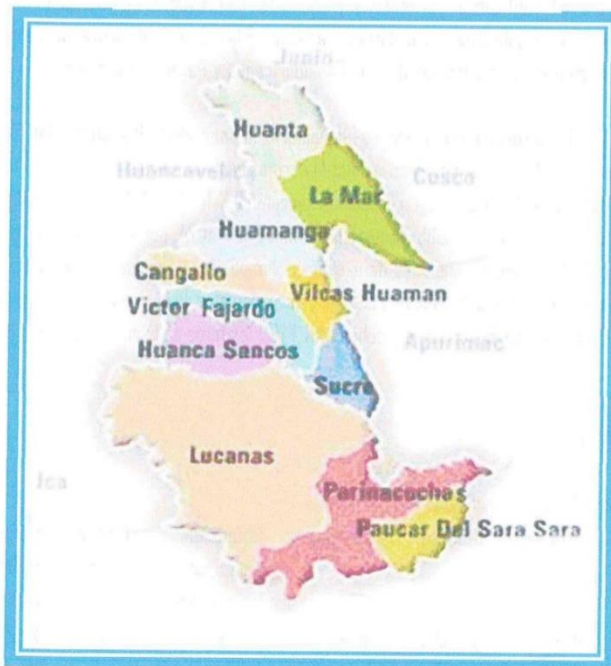 Junin
Huanta
Huancavelica
Cusco
La Mar
Huamanga
Cangallo
Vilcas Huaman
Victor Fajardo
Apurimac
Huanca Sancos
Sucre
Lucanas
Ica
Parinacochas
Paucar Del Sara Sara